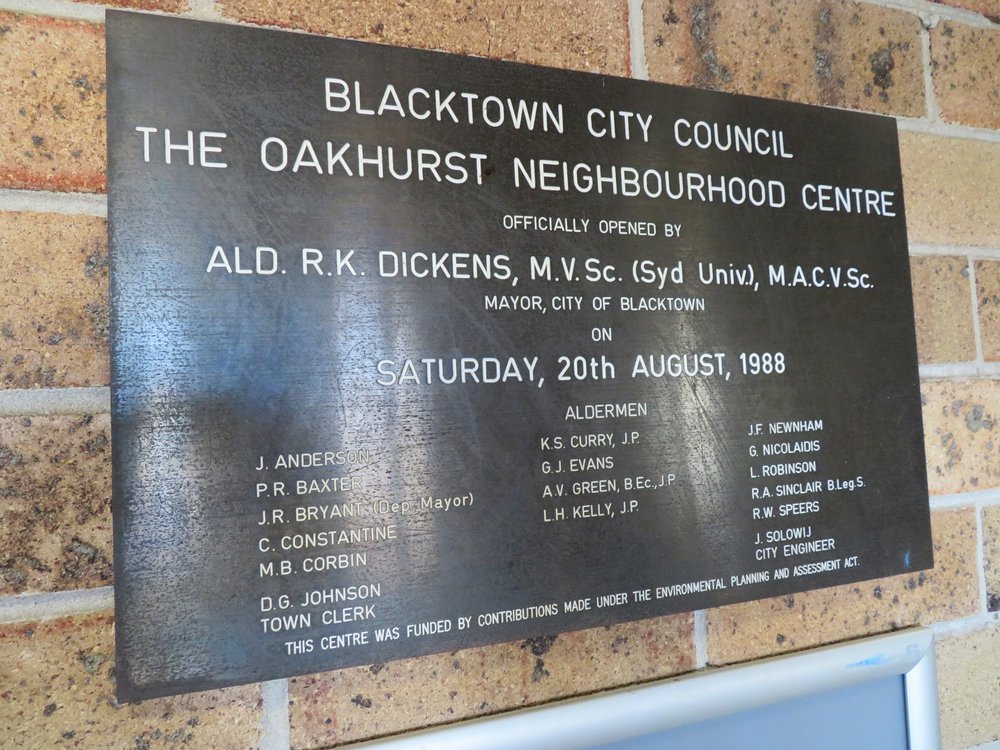 BLACKTOWN CITY COUNCIL
THE OAKHURST NEIGHBOURHOOD CENTRE
OFFICIALLY OPENED BY
ALD. R.K. DICKENS, M.V.Sc. (Syd Univ.), M.A.C.V.Sc.
MAYOR, CITY OF BLACKTOWN
ON
SATURDAY, 20th AUGUST, 1988
ALDERMEN
J. ANDERSON
P.R. BAXTER
J.R. BRYANT (Dep. Mayor)
C. CONSTANTINE
M.B. CORBIN
K.S. CURRY, J.P.
G.J. EVANS
A.V. GREEN, B.Ec., J.P.
L.H. KELLY, J.P.
J.F. NEWNHAM
G. NICOLAIDIS
L. ROBINSON
R.A. SINCLAIR B.Leg.S.
R.W. SPEERS
D.G. JOHNSON
TOWN CLERK
J. SOLOWIJ
CITY ENGINEER
THIS CENTRE WAS FUNDED BY CONTRIBUTIONS MADE UNDER THE ENVIRONMENTAL PLANNING AND ASSESSMENT ACT.